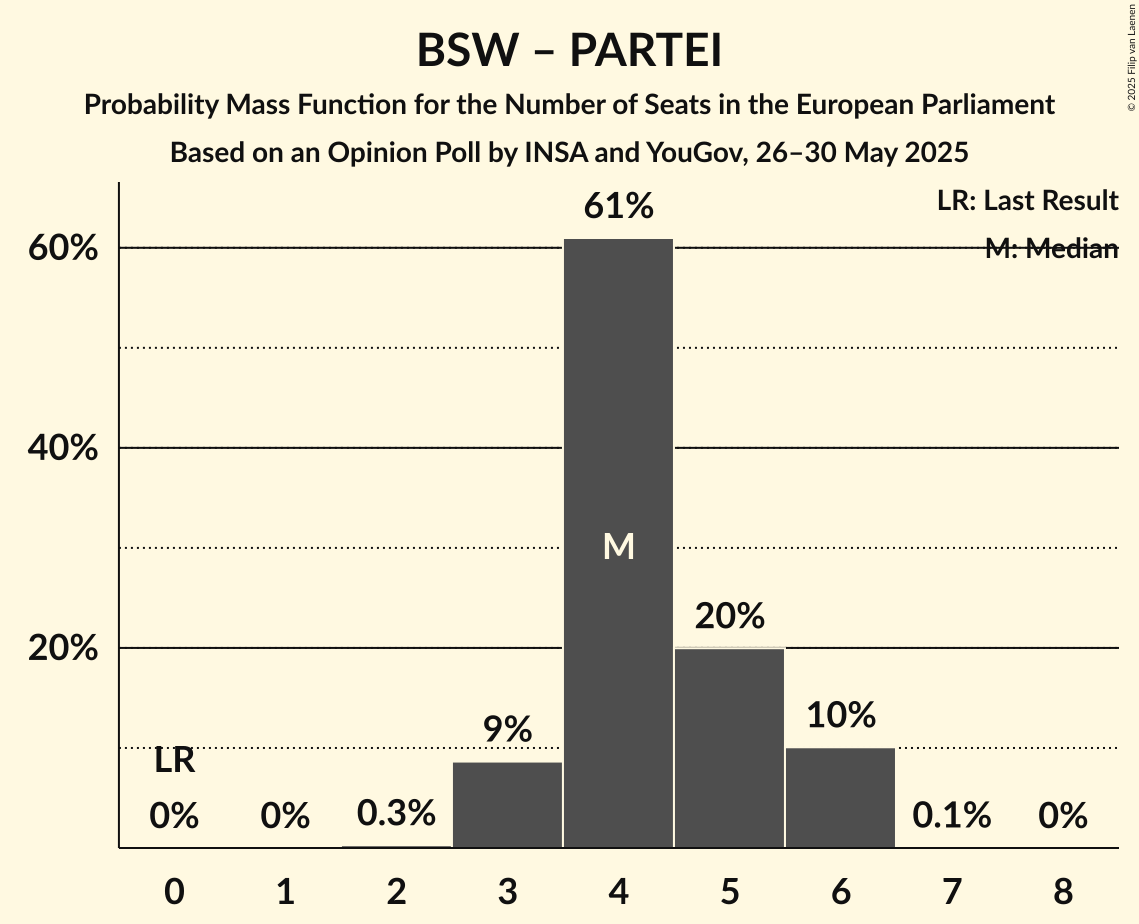 BSW – PARTEI
Probability Mass Function for the Number of Seats in the European Parliament
Based on an Opinion Poll by INSA and YouGov, 26–30 May 2025
© 2025 Filip van Laenen
LR: Last Result
M: Median
61%
60%
40%
M
20%
20%
10%
9%
LR
0%
0%
0.3%
0.1%
0%
0 1 2 3 4 5 6 7 8